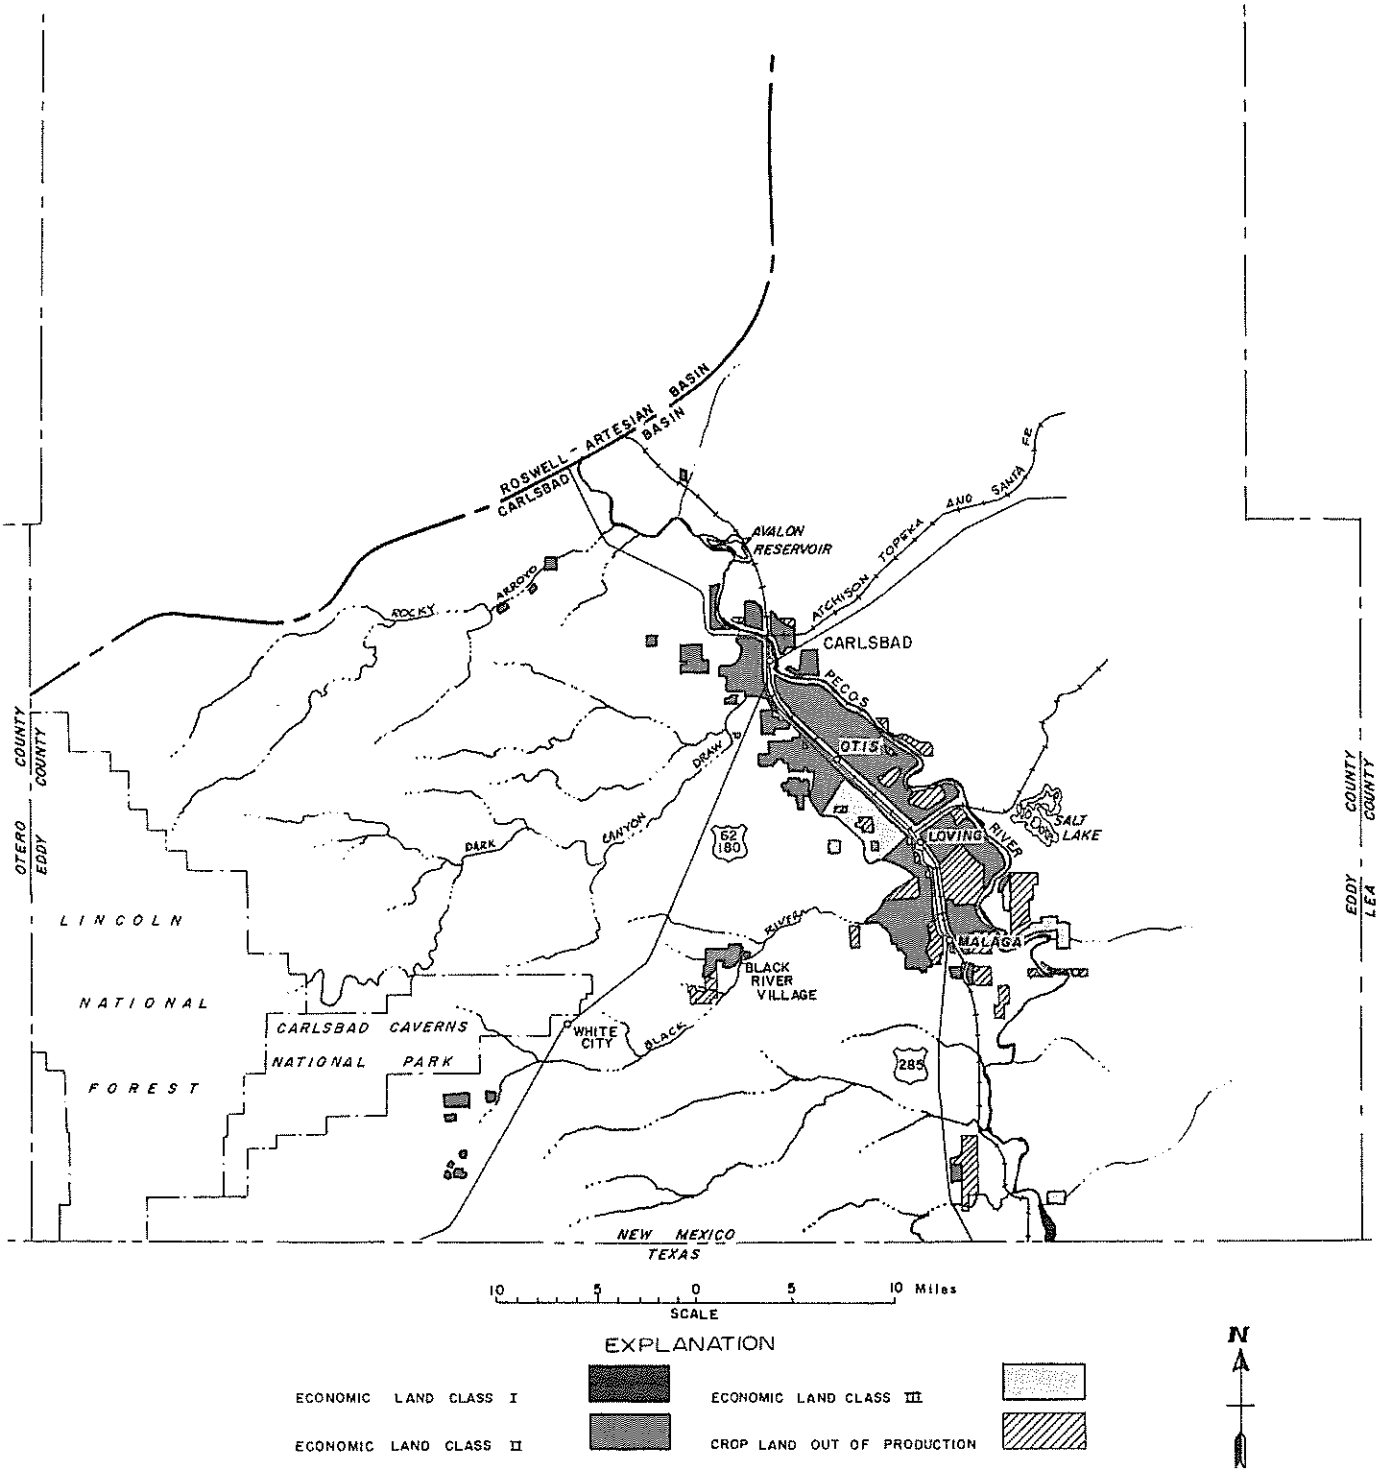 ROSWELL - ARTESIAN BASIN
CARLSBAD BASIN
AVALON
RESERVOIR
ATCHISON TOPEKA AND SANTA FE
ROCKY ARROYO
CARLSBAD
PECOS
OTIS
DRAW
CANYON
DARK
62
180
LOVING
RIVER
SALT
LAKE
OTERO COUNTY
EDDY COUNTY
EDDY COUNTY
LEA COUNTY
LINCOLN
NATIONAL
FOREST
RIVER
MALAGA
BLACK
RIVER
VILLAGE
CARLSBAD CAVERNS
NATIONAL PARK
WHITE
CITY
BLACK
285
NEW MEXICO
TEXAS
10 5 0 5 10 Miles
SCALE
EXPLANATION
ECONOMIC LAND CLASS I
ECONOMIC LAND CLASS III
ECONOMIC LAND CLASS II
CROP LAND OUT OF PRODUCTION
N